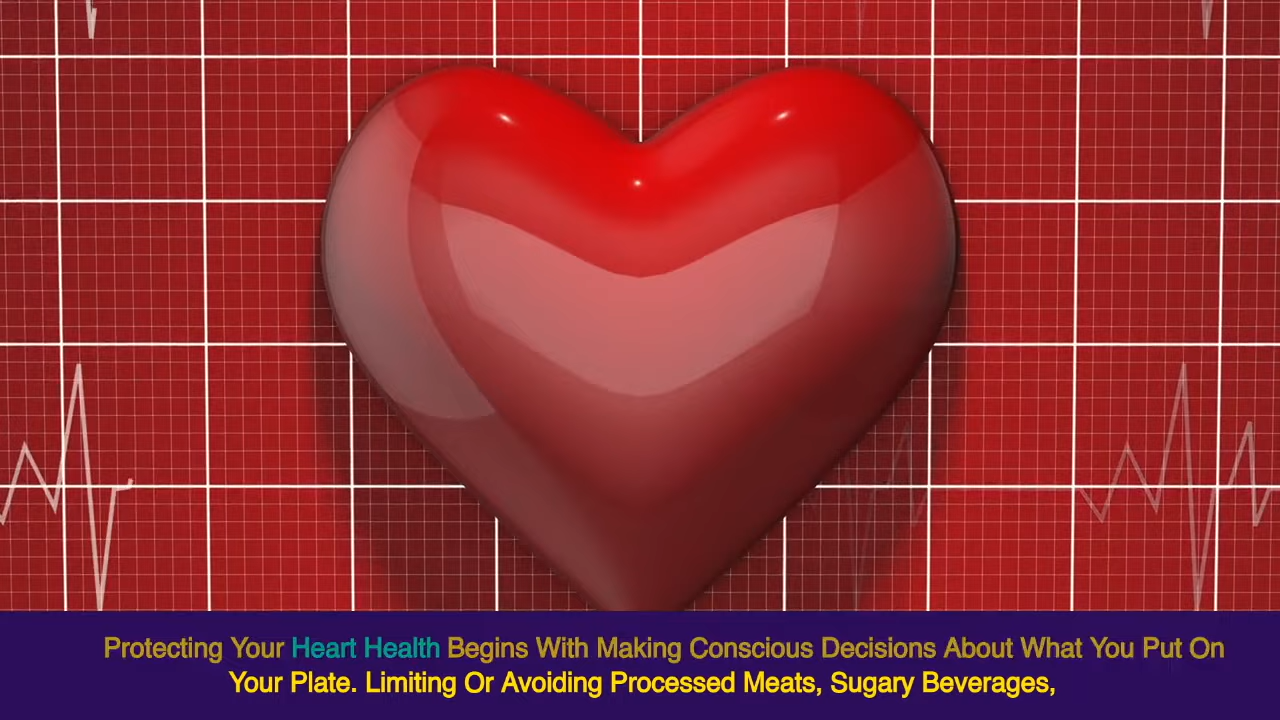 Protecting Your Heart Health Begins With Making Conscious Decisions About What You Put On
Your Plate. Limiting Or Avoiding Processed Meats, Sugary Beverages,